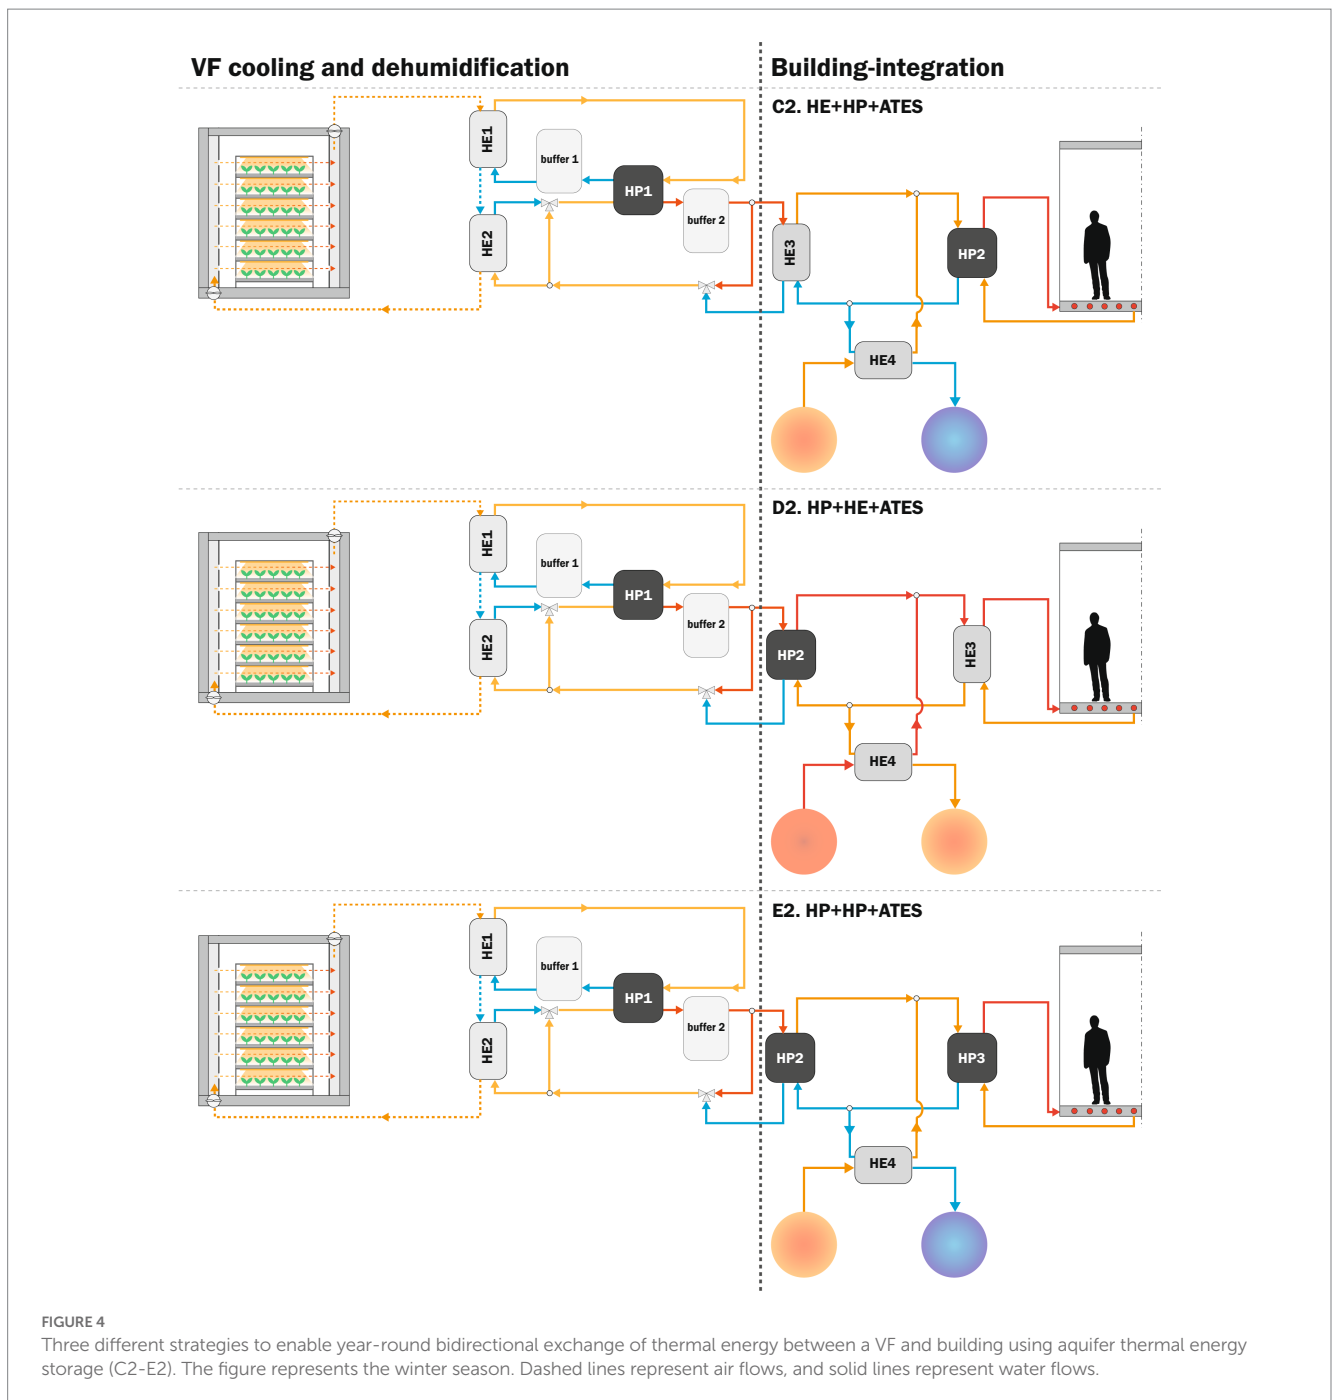 VF cooling and dehumidification
Building-integration
C2. HE+HP+ATES
HE1
buffer 1
HP1
buffer 2
HE2
HE3
HP2
HE4
D2. HP+HE+ATES
HE1
buffer 1
HP1
buffer 2
HE2
HP2
HE3
HE4
E2. HP+HP+ATES
HE1
buffer 1
HP1
buffer 2
HE2
HP2
HP3
HE4
FIGURE 4
Three different strategies to enable year-round bidirectional exchange of thermal energy between a VF and building using aquifer thermal energy
storage (C2-E2). The figure represents the winter season. Dashed lines represent air flows, and solid lines represent water flows.